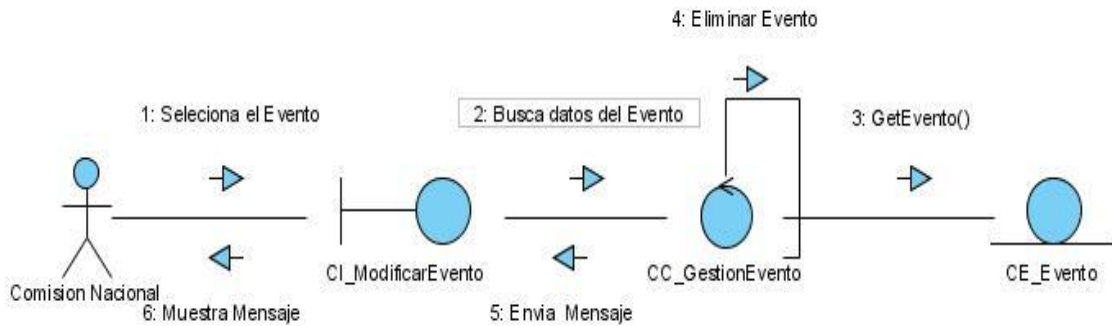 4: Eliminar Evento
1: Seleciona el Evento
2: Busca datos del Evento
3: GetEvento()
CI_ModificarEvento
CC_GestionEvento
CE_Evento
Comision Nacional
6: Muestra Mensaje
5: Envia Mensaje